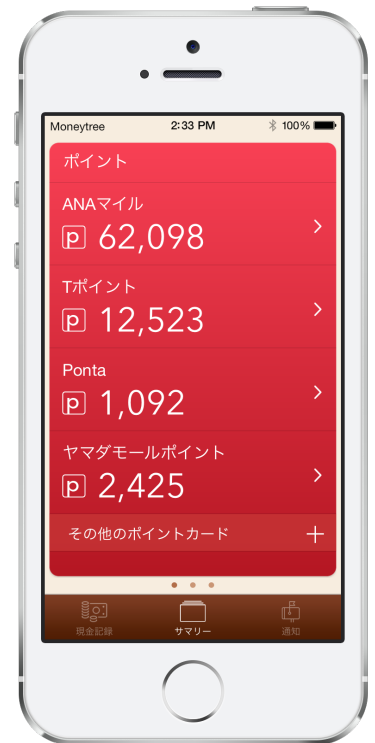 Moneytree 2:33 PM 100%
ポイント
ANAマイル
p 62,098
Tポイント
p 12,523
Ponta
p 1,092
ヤマダモールポイント
p 2,425
その他のポイントカード
現金記録 サマリー 通知